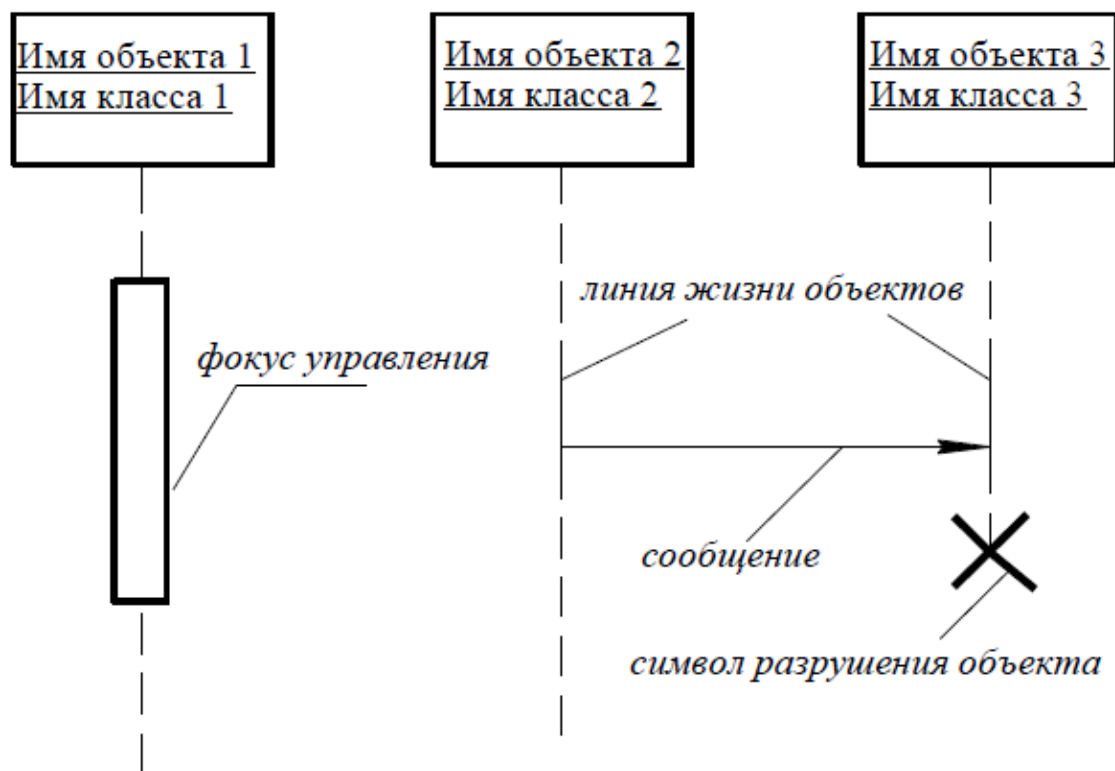 Имя объекта 1
Имя класса 1
Имя объекта 2
Имя класса 2
Имя объекта 3
Имя класса 3
линия жизни объектов
фокус управления
сообщение
символ разрушения объекта